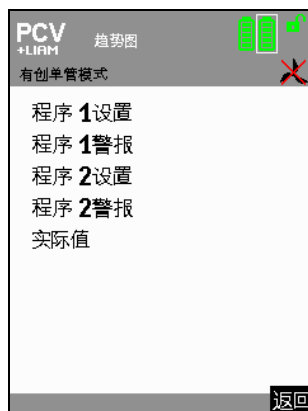 PCV 趋势图
+LIAM
有创单管模式
程序 1设置
程序 1警报
程序 2设置
程序 2警报
实际值
返回